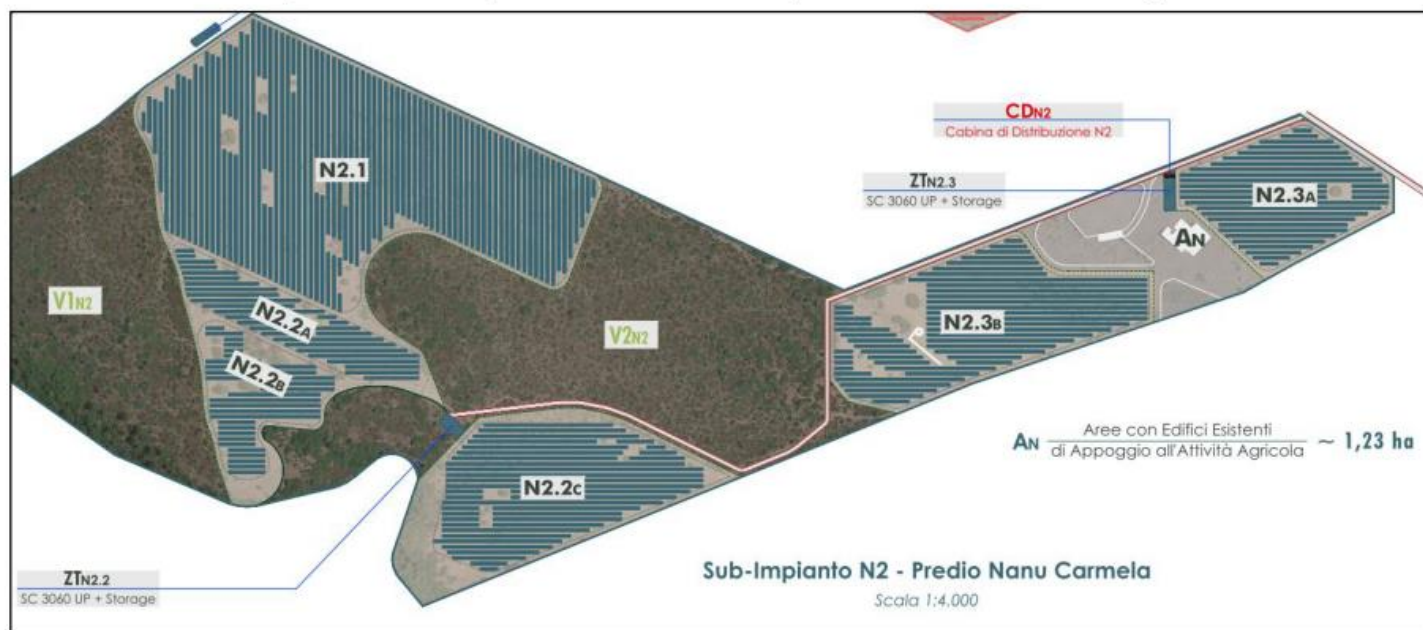 CDN2
Cabina di Distribuzione N2
ZTN2.3
SC 3060 UP + Storage
N2.1
N2.3A
AN
V1N2
N2.2A
V2N2
N2.3B
N2.2B
AN Aree con Edifici Esistenti
di Appoggio all'Attività Agricola ~ 1,23 ha
N2.2C
ZTN2.2
SC 3060 UP + Storage
Sub-Impianto N2 - Predio Nanu Carmela
Scala 1:4.000